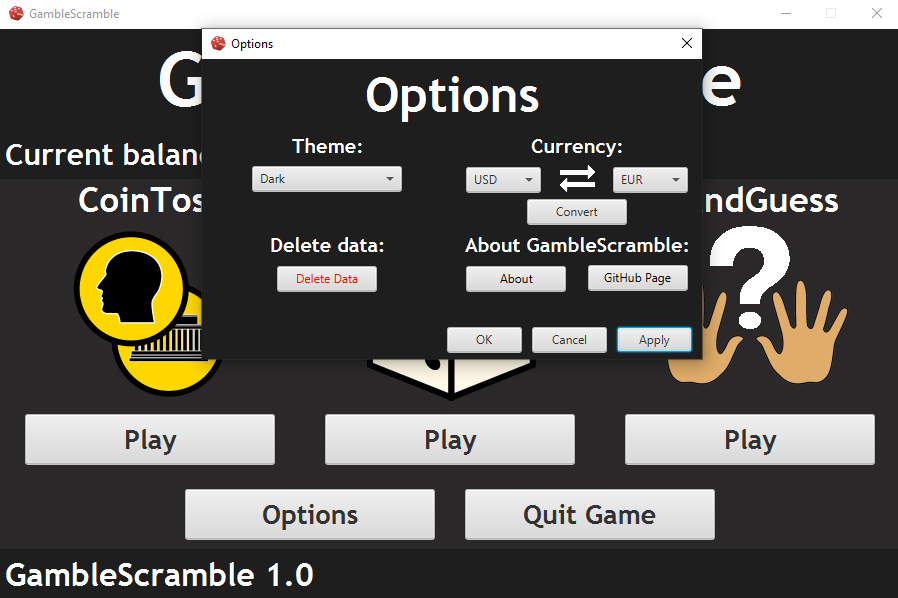 GambleScramble
Options
G
e
Options
Current balan
Theme:
Currency:
Dark
USD
EUR
Convert
CoinTos
ndGuess
Delete data:
About GambleScramble:
Delete Data
About
GitHub Page
OK
Cancel
Apply
Play
Play
Play
Options
Quit Game
GambleScramble 1.0